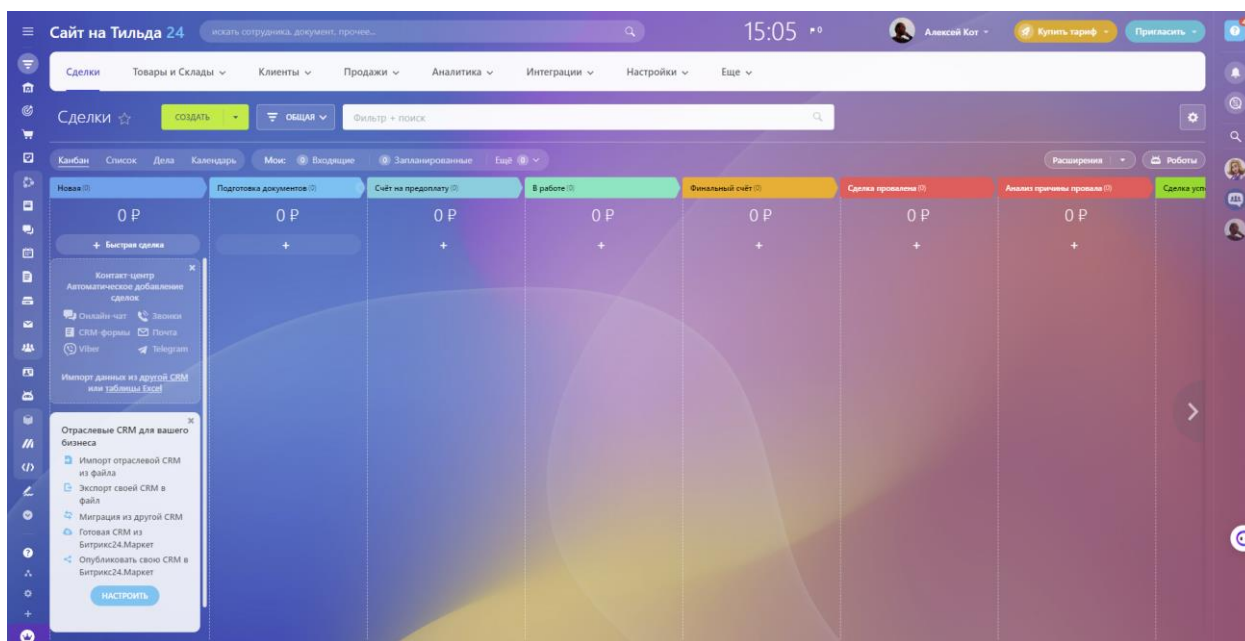 Сайт на Тильда 24
искать сотрудника, документ, прочее...
15:05
0
Алексей Кот
Купить тариф
Пригласить
Сделки
Товары и Склады
Клиенты
Продажи
Аналитика
Интеграции
Настройки
Еще
Сделки
СОЗДАТЬ
ОБЩАЯ
Фильтр + поиск
Канбан
Список
Дела
Календарь
Мои:
0 Входящие
0 Запланированные
Ещё 0
Расширения
Роботы
Новая (0)
Подготовка документов (0)
Счёт на предоплату (0)
В работе (0)
Финальный счёт (0)
Сделка провалена (0)
Анализ причины провала (0)
Сделка усп
0 ₽
0 ₽
0 ₽
0 ₽
0 ₽
0 ₽
0 ₽
+ Быстрая сделка
+
+
+
+
+
+
Контакт-центр
Автоматическое добавление
сделок
Онлайн-чат
Звонки
CRM-формы
Почта
Viber
Telegram
Импорт данных из другой CRM
или таблицы Excel
Отраслевые CRM для вашего
бизнеса
Импорт отраслевой CRM
из файла
Экспорт своей CRM в
файл
Миграция из другой CRM
Готовая CRM из
Битрикс24.Маркет
Опубликовать свою CRM в
Битрикс24.Маркет
НАСТРОИТЬ